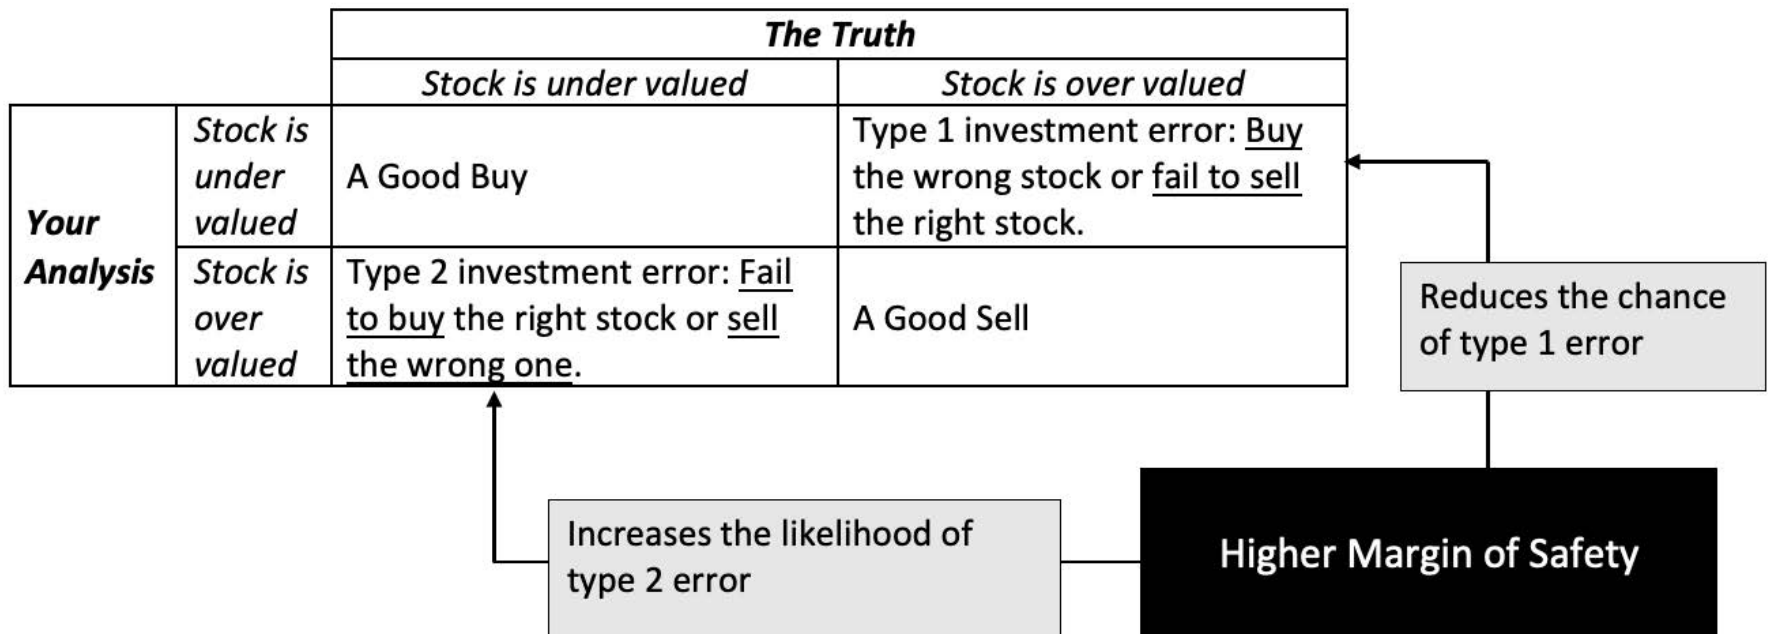 The Truth
Stock is under valued
Stock is over valued
Your
Analysis
Stock is
under
valued
A Good Buy
Type 1 investment error: Buy
the wrong stock or fail to sell
the right stock.
Stock is
over
valued
Type 2 investment error: Fail
to buy the right stock or sell
the wrong one.
A Good Sell
Reduces the chance
of type 1 error
Increases the likelihood of
type 2 error
Higher Margin of Safety